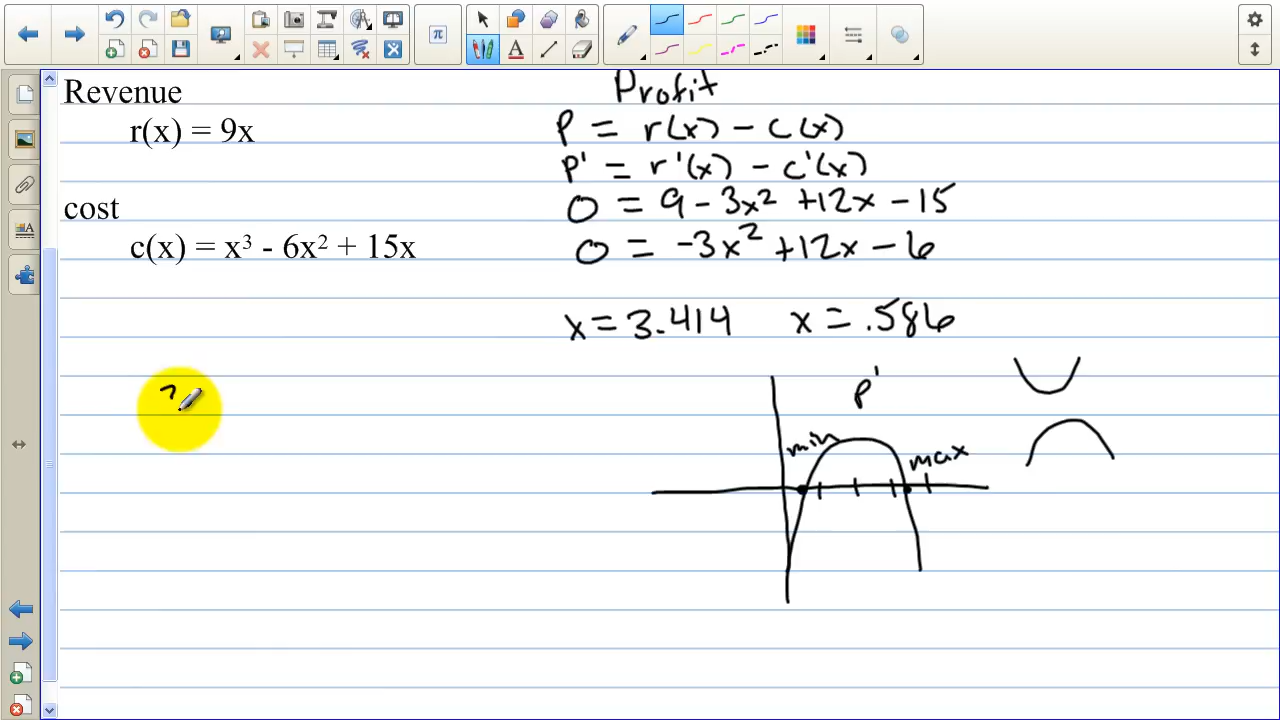 Revenue
r(x) = 9x
cost
c(x) = x³ - 6x² + 15x
Profit
P = r(x) - c(x)
P' = r'(x) - c'(x)
0 = 9 - 3x² + 12x - 15
0 = -3x² + 12x - 6
x = 3.414 x = .586
P'
min
max